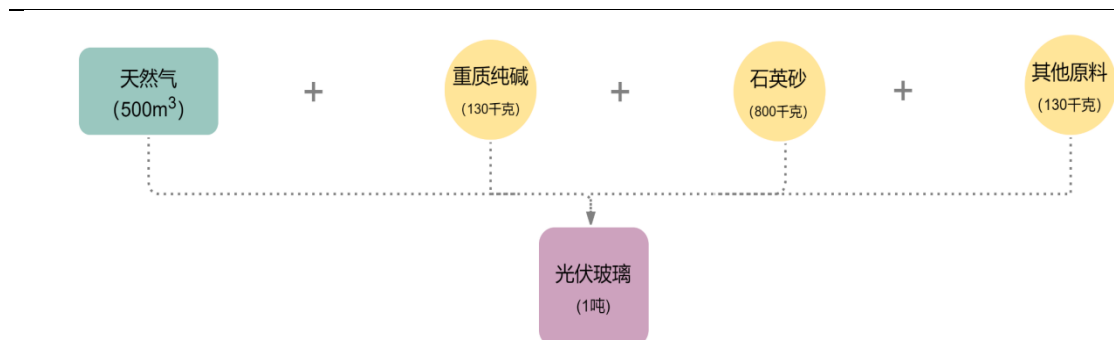 天然气
(500m³)
+
重质纯碱
(130千克)
+
石英砂
(800千克)
+
其他原料
(130千克)
光伏玻璃
(1吨)